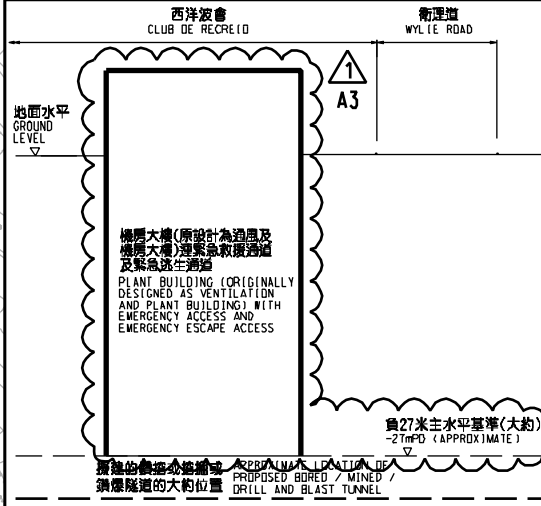 西洋波會
CLUB DE RECREIO
衛理道
WYLIE ROAD
1
A3
地面水平
GROUND
LEVEL
機房大樓(原設計為通風及
機房大樓)連緊急救援通道
及緊急逃生通道
PLANT BUILDING (ORIGINALLY
DESIGNED AS VENTILATION
AND PLANT BUILDING) WITH
EMERGENCY ACCESS AND
EMERGENCY ESCAPE ACCESS
負27米主水平基準(大約)
-27mPD (APPROXIMATE)
擬建的鑽挖或挖掘或
鑽爆隧道的大約位置
APPROXIMATE LOCATION OF
PROPOSED BORED / MINED /
DRILL AND BLAST TUNNEL